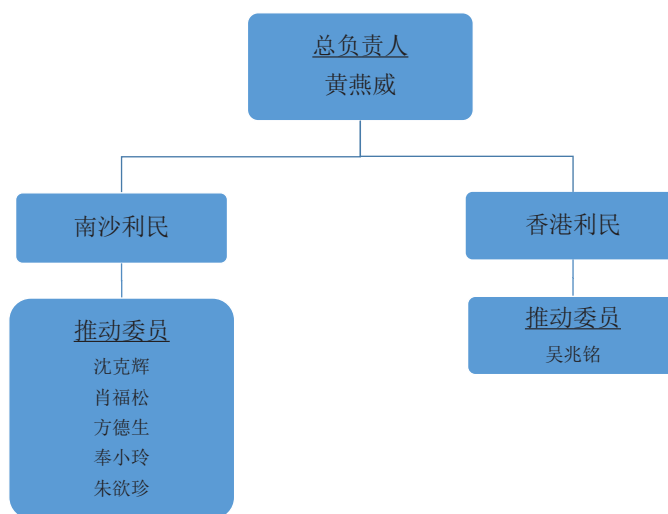 总负责人
黄燕威
南沙利民
香港利民
推动委员
沈克辉
肖福松
方德生
奉小玲
朱欲珍
推动委员
吴兆铭